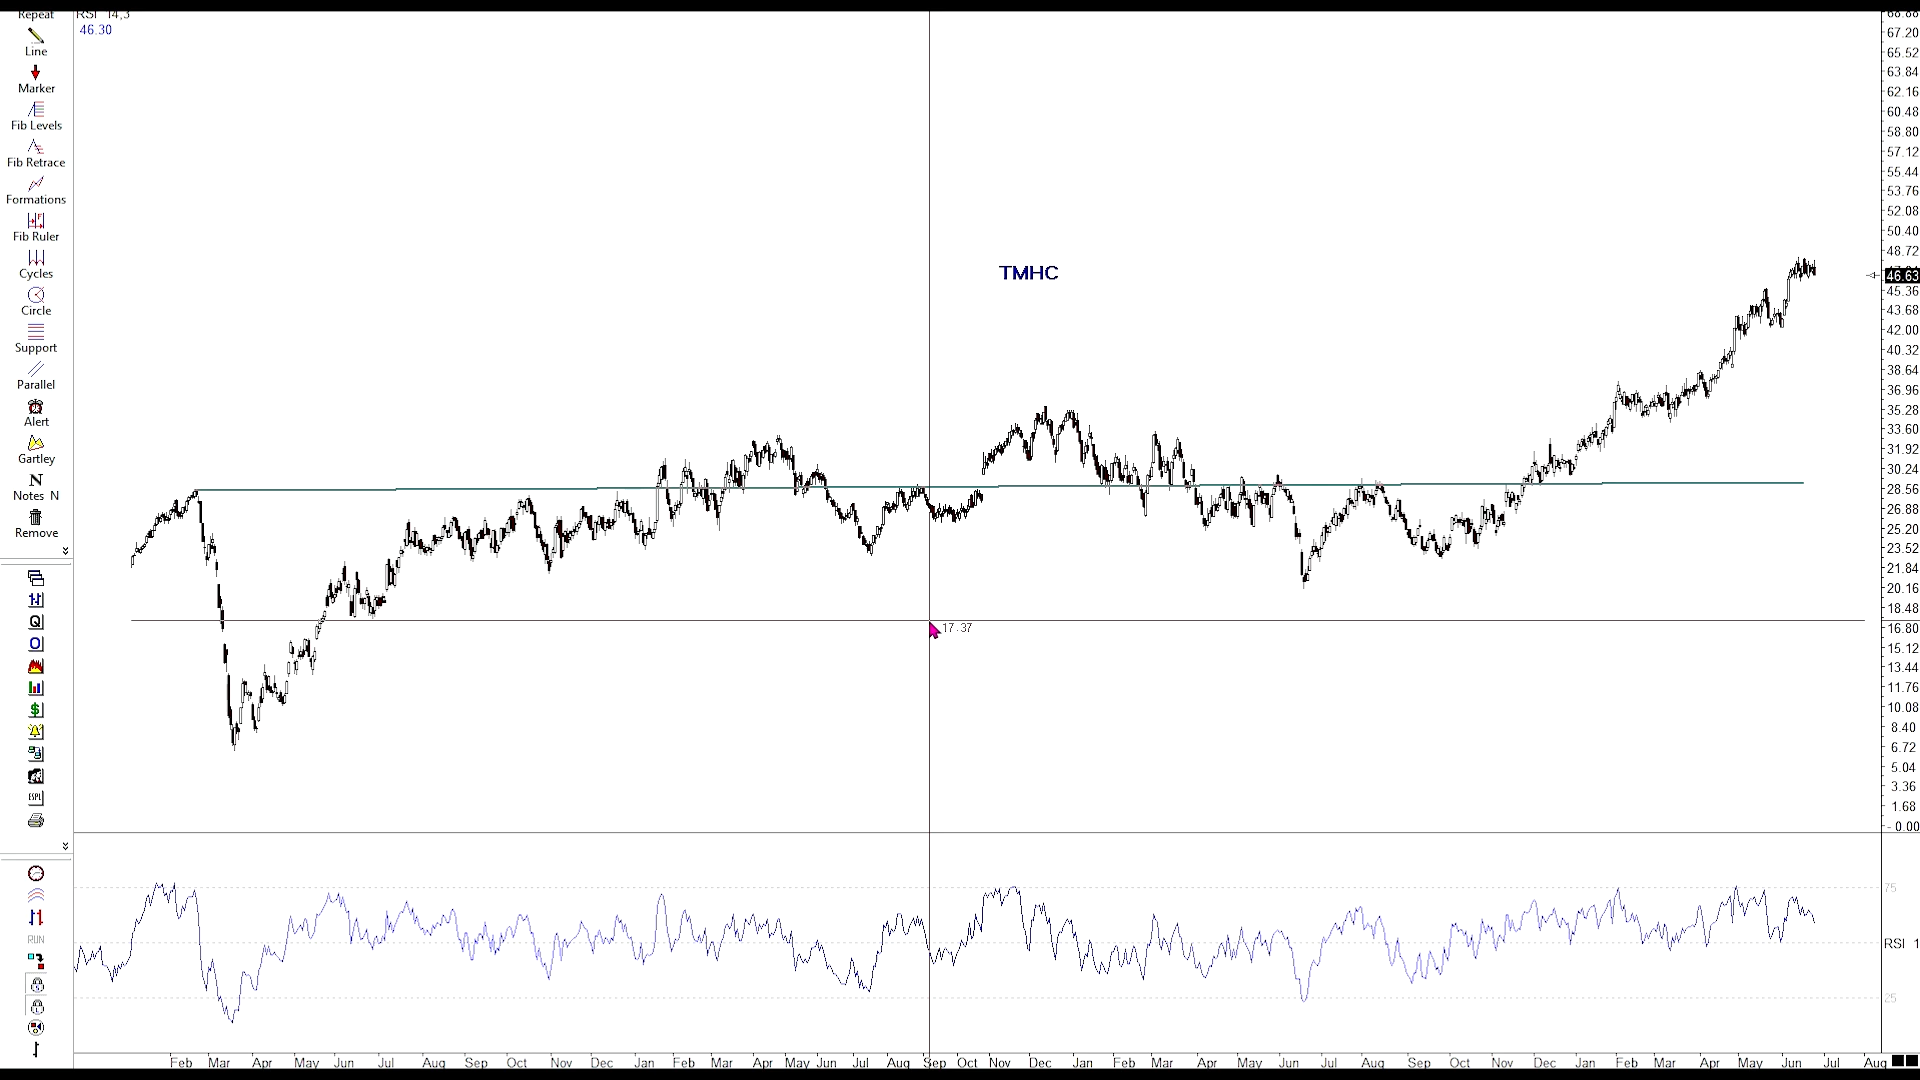 Repeat
RSI 14,3
46.30
Line
Marker
Fib Levels
Fib Retrace
Formations
Fib Ruler
Cycles
Circle
Support
Parallel
Alert
Gartley
N
Notes N
Remove
Q
O
$
ESPL
RUN
TMHC
17.37
68.88
67.20
65.52
63.84
62.16
60.48
58.80
57.12
55.44
53.76
52.08
50.40
48.72
46.63
45.36
43.68
42.00
40.32
38.64
36.96
35.28
33.60
31.92
30.24
28.56
26.88
25.20
23.52
21.84
20.16
18.48
16.80
15.12
13.44
11.76
10.08
8.40
6.72
5.04
3.36
1.68
0.00
75
RSI 1
25
Feb Mar Apr May Jun Jul Aug Sep Oct Nov Dec Jan Feb Mar Apr May Jun Jul Aug Sep Oct Nov Dec Jan Feb Mar Apr May Jun Jul Aug Sep Oct Nov Dec Jan Feb Mar Apr May Jun Jul Aug